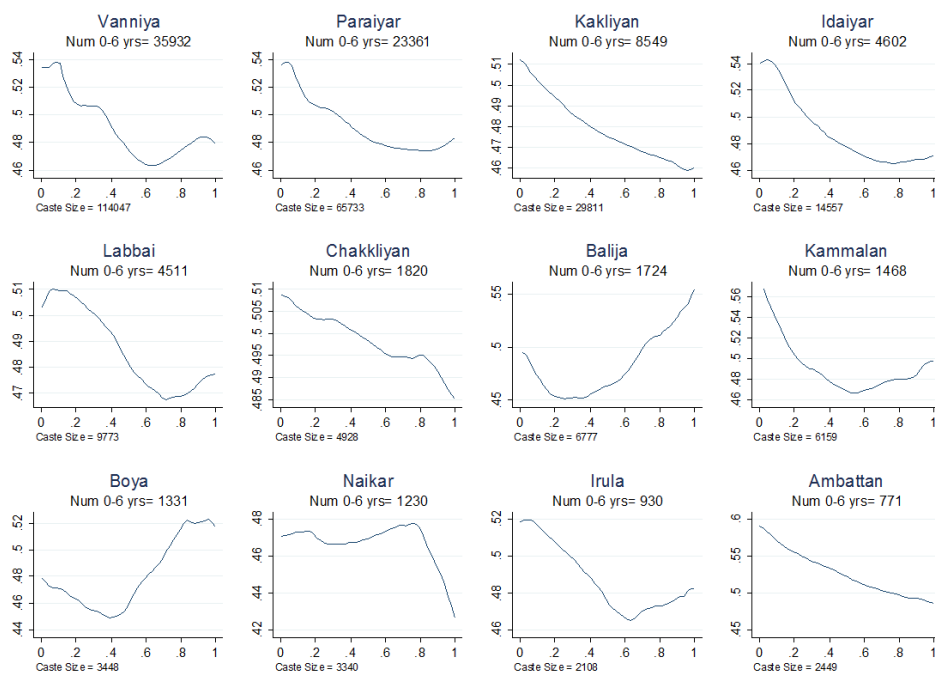 Vanniya
Num 0-6 yrs= 35932
.54
.52
.5
.48
.46
0 .2 .4 .6 .8 1
Caste Size = 114047
Paraiyar
Num 0-6 yrs= 23361
.54
.52
.5
.48
.46
0 .2 .4 .6 .8 1
Caste Size = 65733
Kakliyan
Num 0-6 yrs= 8549
.51
.5
.49
.48
.47
.46
0 .2 .4 .6 .8 1
Caste Size = 29811
Idaiyar
Num 0-6 yrs= 4602
.54
.52
.5
.48
.46
0 .2 .4 .6 .8 1
Caste Size = 14557
Labbai
Num 0-6 yrs= 4511
.51
.5
.49
.48
.47
0 .2 .4 .6 .8 1
Caste Size = 9773
Chakkliyan
Num 0-6 yrs= 1820
.51
.505
.5
.495
.49
.485
0 .2 .4 .6 .8 1
Caste Size = 4928
Balija
Num 0-6 yrs= 1724
.55
.5
.45
0 .2 .4 .6 .8 1
Caste Size = 6777
Kammalan
Num 0-6 yrs= 1468
.56
.54
.52
.5
.48
.46
0 .2 .4 .6 .8 1
Caste Size = 6159
Boya
Num 0-6 yrs= 1331
.52
.5
.48
.46
.44
0 .2 .4 .6 .8 1
Caste Size = 3448
Naikar
Num 0-6 yrs= 1230
.48
.46
.44
.42
0 .2 .4 .6 .8 1
Caste Size = 3340
Irula
Num 0-6 yrs= 930
.52
.5
.48
.46
0 .2 .4 .6 .8 1
Caste Size = 2108
Ambattan
Num 0-6 yrs= 771
.6
.55
.5
.45
0 .2 .4 .6 .8 1
Caste Size = 2449